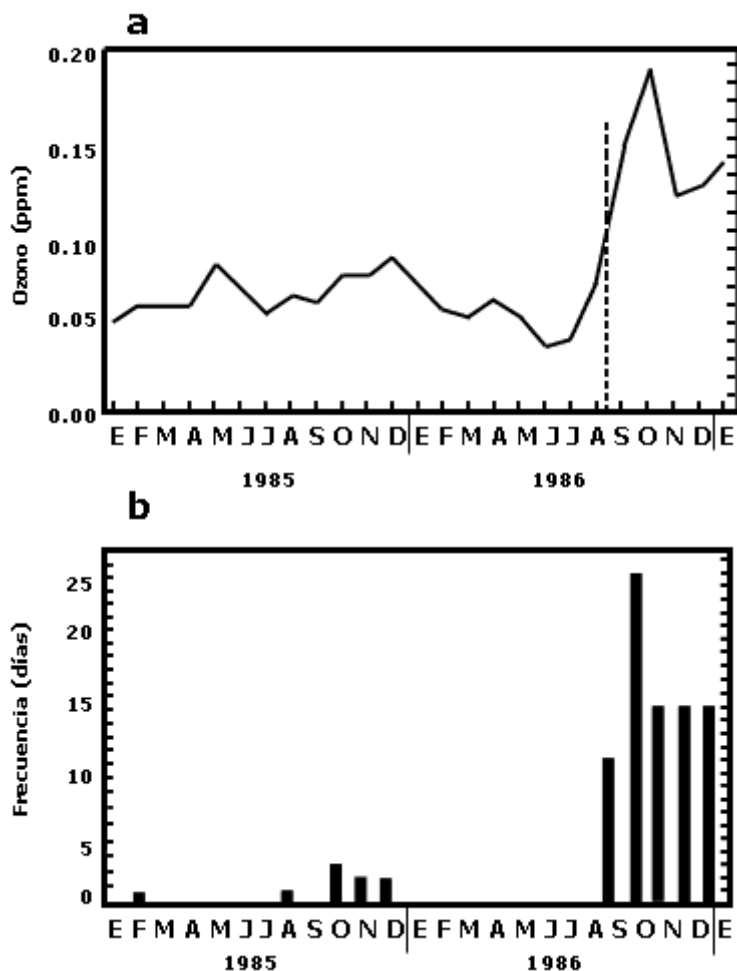 a
0.20
0.15
0.10
0.05
0.00
Ozono (ppm)
E F M A M J J A S O N D E F M A M J J A S O N D E
1985 1986
b
25
20
15
10
5
0
Frecuencia (días)
E F M A M J J A S O N D E F M A M J J A S O N D E
1985 1986